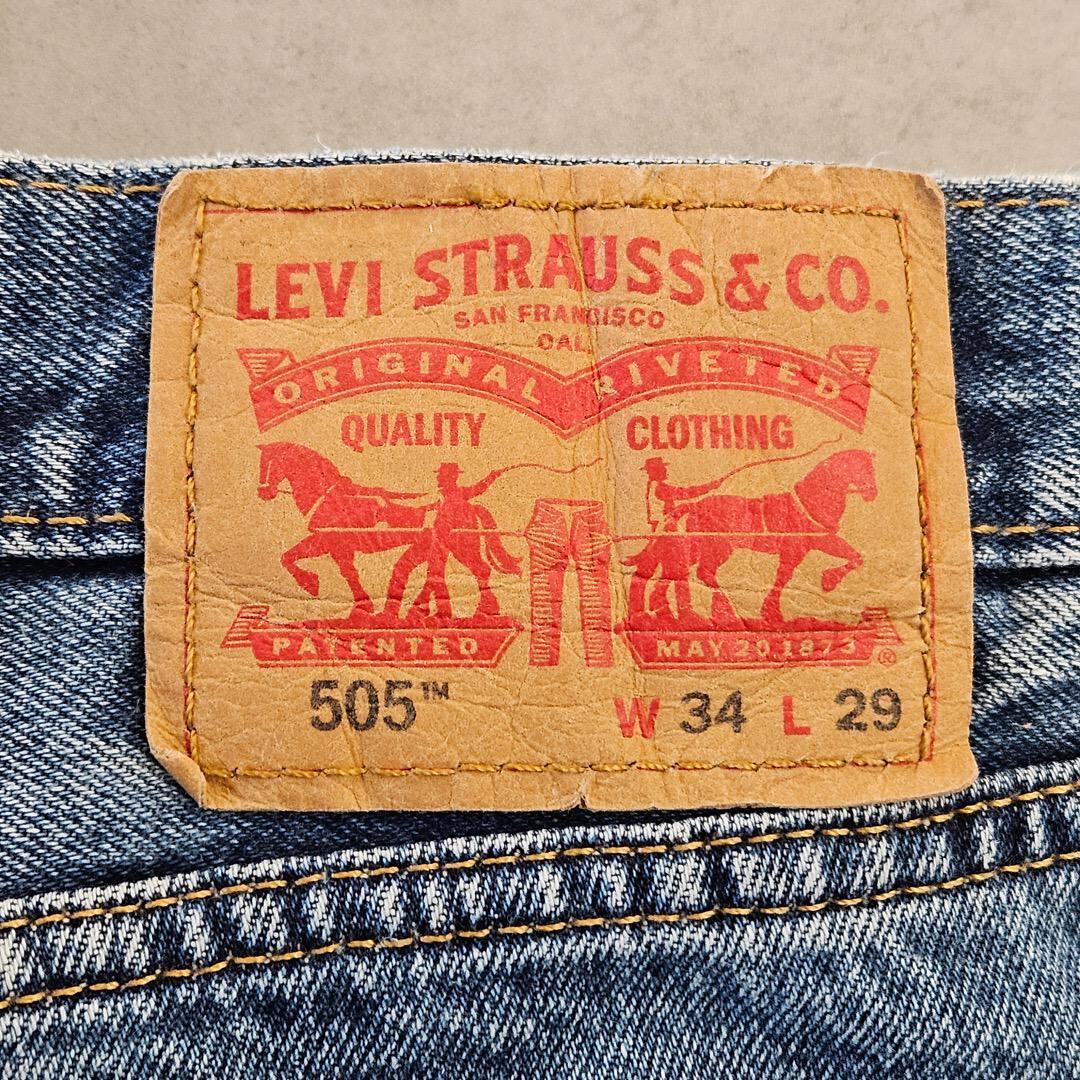 LEVI STRAUSS & CO.
SAN FRANCISCO
CAL
ORIGINAL RIVETED
QUALITY CLOTHING
PATENTED MAY 20.1873 ®
505™ W 34 L 29